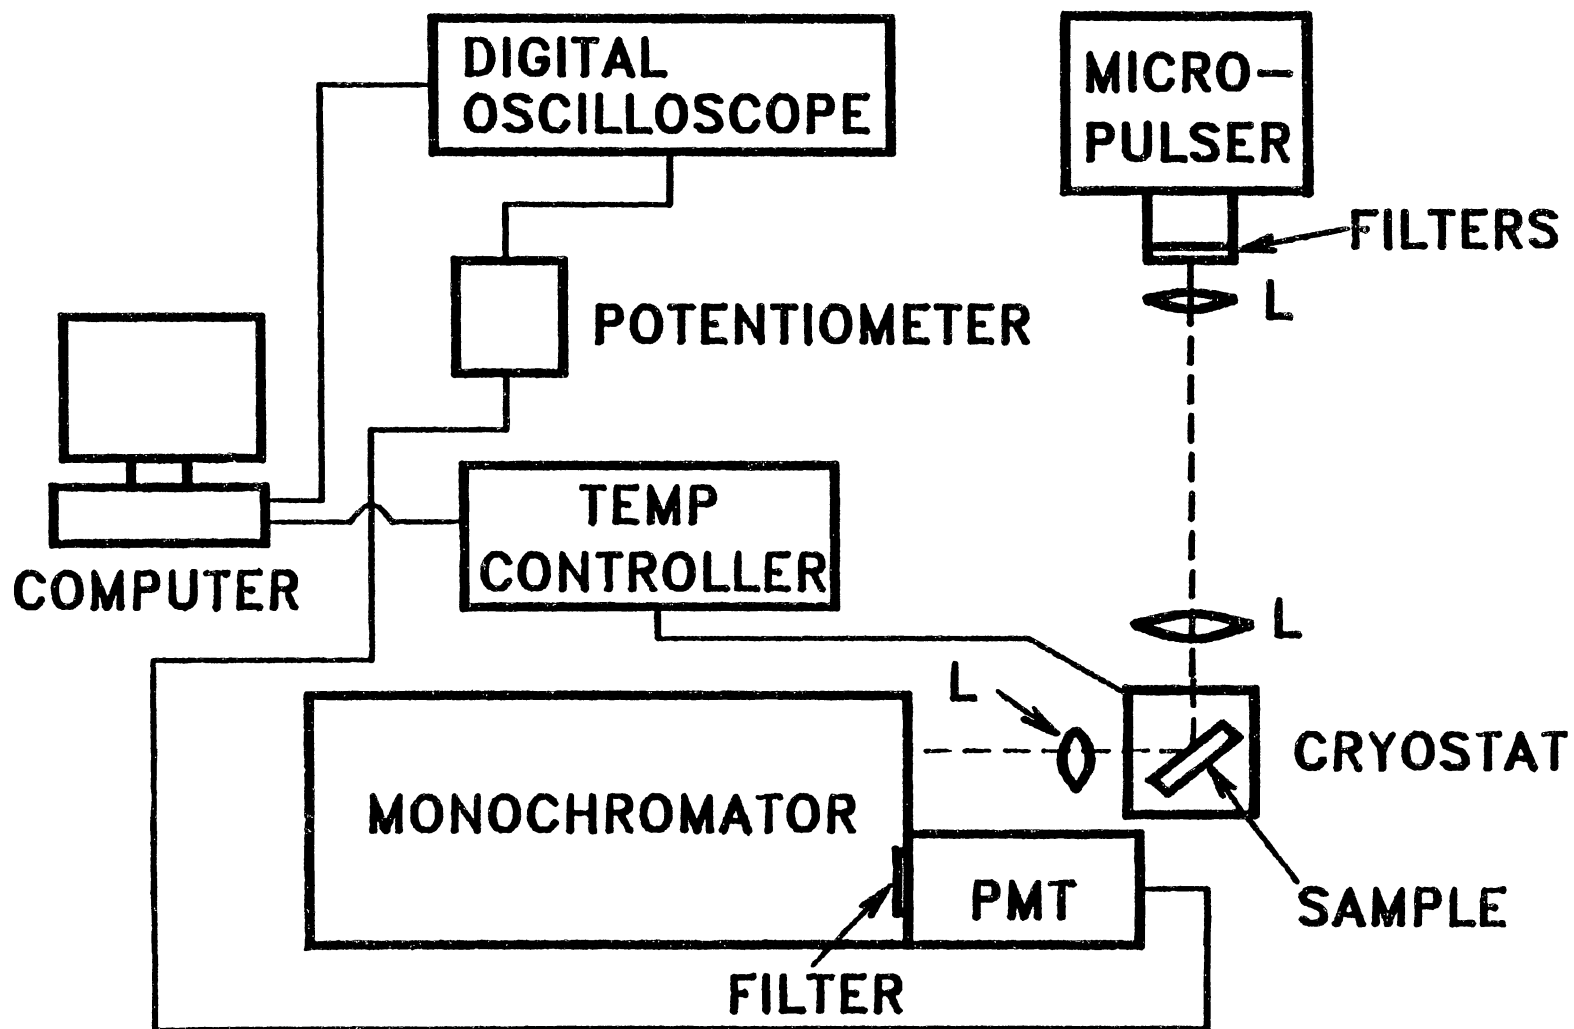 DIGITAL
OSCILLOSCOPE
MICRO-
PULSER
FILTERS
L
POTENTIOMETER
TEMP
CONTROLLER
COMPUTER
L
L
CRYOSTAT
MONOCHROMATOR
PMT
SAMPLE
FILTER